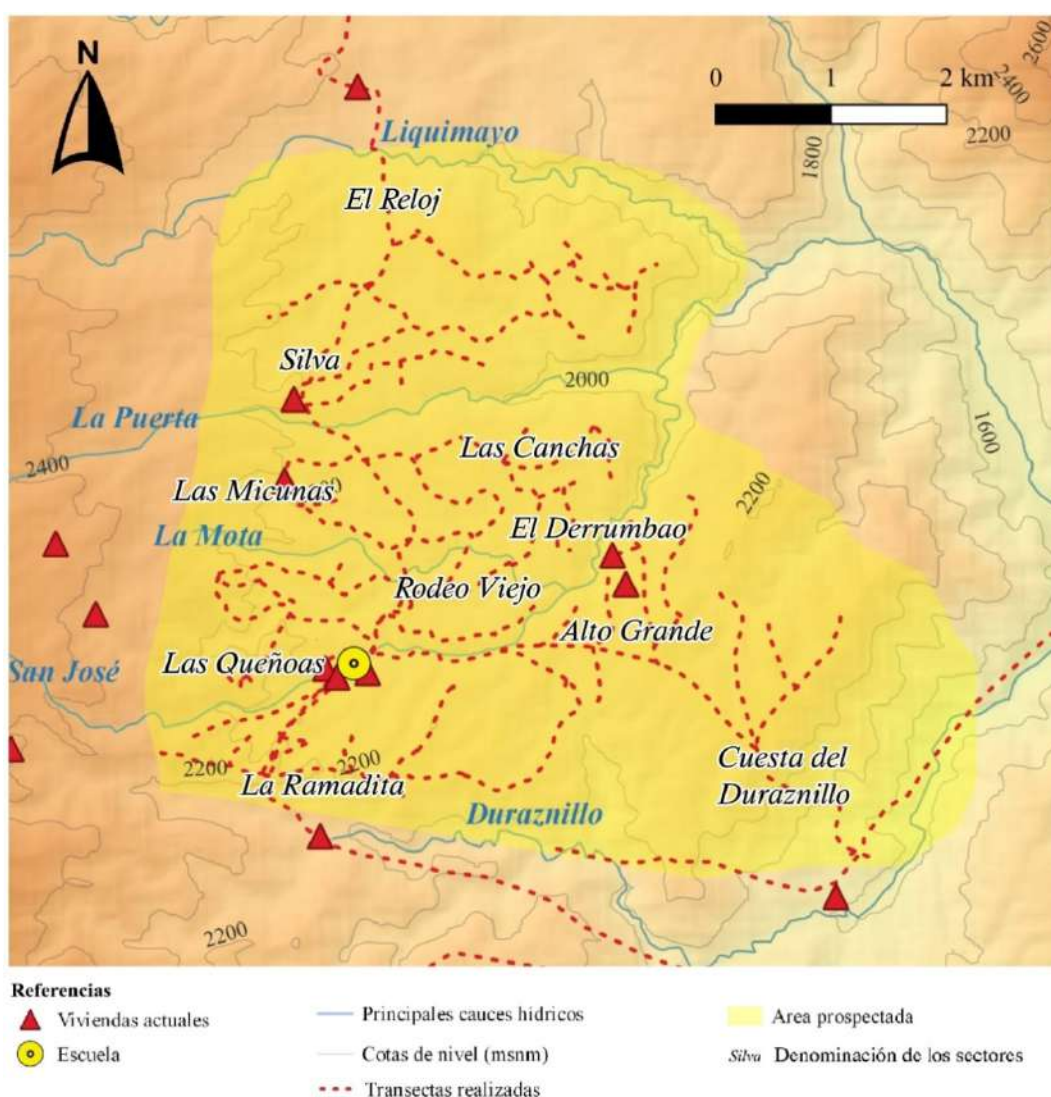 N
0 1 2 km
2600
2400
2200
1800
Liquimayo
El Reloj
Silva
2000
La Puerta
2400
Las Canchas
1600
Las Micunas
2200
La Mota
El Derrumbao
Rodeo Viejo
Alto Grande
Las Queñoas
San José
2200
2200
La Ramadita
Cuesta del
Duraznillo
Duraznillo
2200
Referencias
Viviendas actuales
Escuela
Principales cauces hídricos
Cotas de nivel (msnm)
Transectas realizadas
Area prospectada
Silva Denominación de los sectores